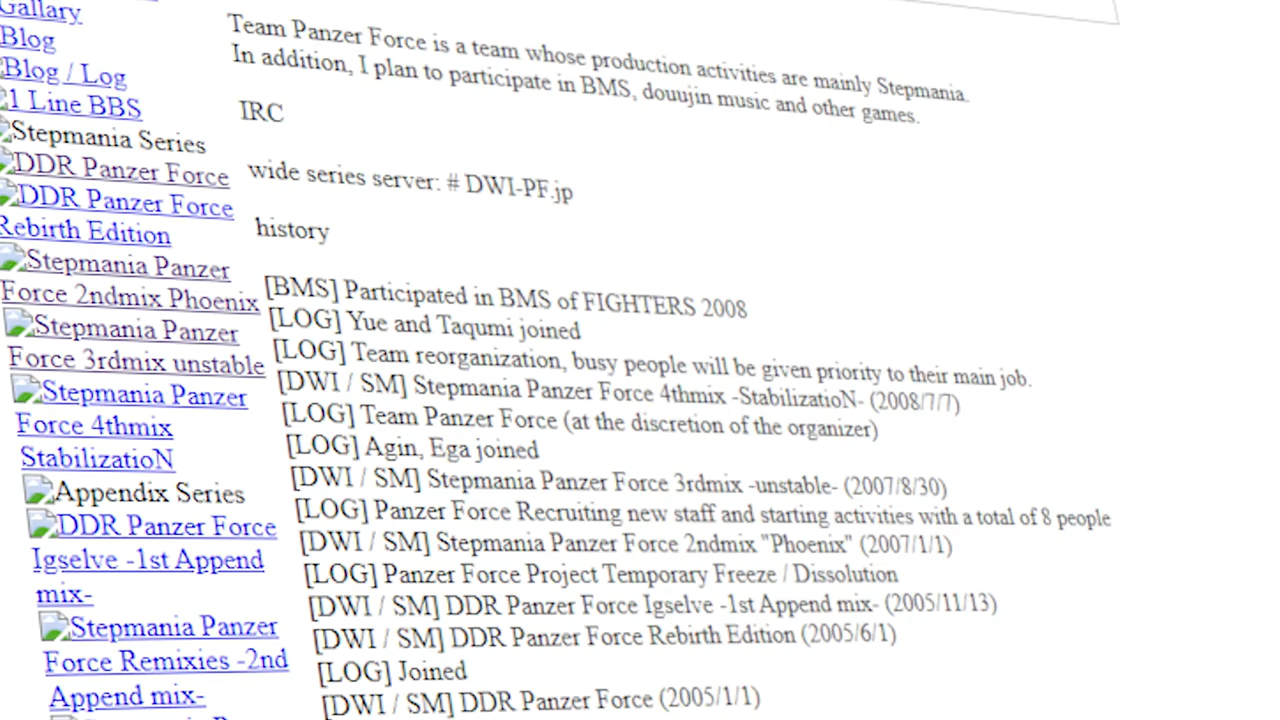 Gallary
Blog
Blog / Log
1 Line BBS
Stepmania Series
DDR Panzer Force
DDR Panzer Force
Rebirth Edition
Stepmania Panzer
Force 2ndmix Phoenix
Stepmania Panzer
Force 3rdmix unstable
Stepmania Panzer
Force 4thmix
StabilizatioN
Appendix Series
DDR Panzer Force
Igselve -1st Append
mix-
Stepmania Panzer
Force Remixies -2nd
Append mix-
Team Panzer Force is a team whose production activities are mainly Stepmania.
In addition, I plan to participate in BMS, douujin music and other games.
IRC
wide series server: # DWI-PF.jp
history
[BMS] Participated in BMS of FIGHTERS 2008
[LOG] Yue and Taqumi joined
[LOG] Team reorganization, busy people will be given priority to their main job.
[DWI / SM] Stepmania Panzer Force 4thmix -StabilizatioN- (2008/7/7)
[LOG] Team Panzer Force (at the discretion of the organizer)
[LOG] Agin, Ega joined
[DWI / SM] Stepmania Panzer Force 3rdmix -unstable- (2007/8/30)
[LOG] Panzer Force Recruiting new staff and starting activities with a total of 8 people
[DWI / SM] Stepmania Panzer Force 2ndmix "Phoenix" (2007/1/1)
[LOG] Panzer Force Project Temporary Freeze / Dissolution
[DWI / SM] DDR Panzer Force Igselve -1st Append mix- (2005/11/13)
[DWI / SM] DDR Panzer Force Rebirth Edition (2005/6/1)
[LOG] Joined
[DWI / SM] DDR Panzer Force (2005/1/1)